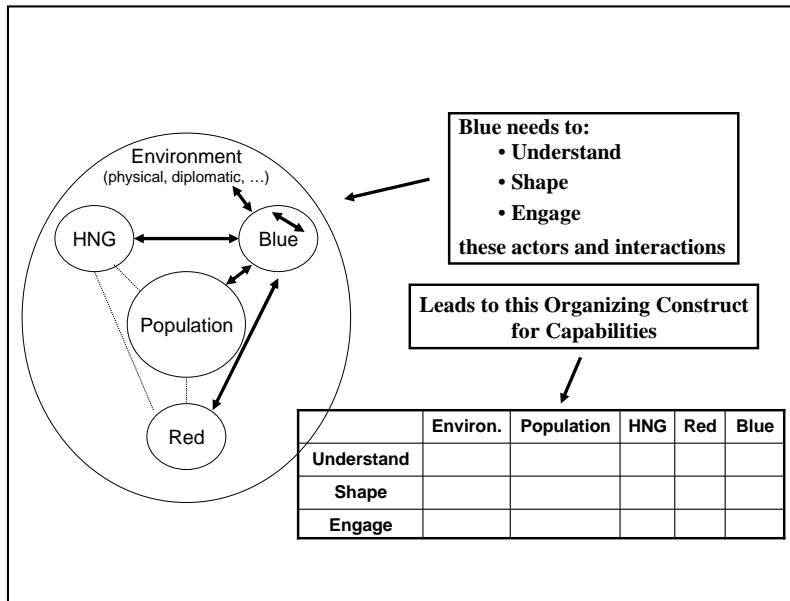 Environment
(physical, diplomatic, …)
HNG
Blue
Population
Red
Blue needs to:
• Understand
• Shape
• Engage
these actors and interactions
Leads to this Organizing Construct
for Capabilities
Environ. Population HNG Red Blue
Understand
Shape
Engage